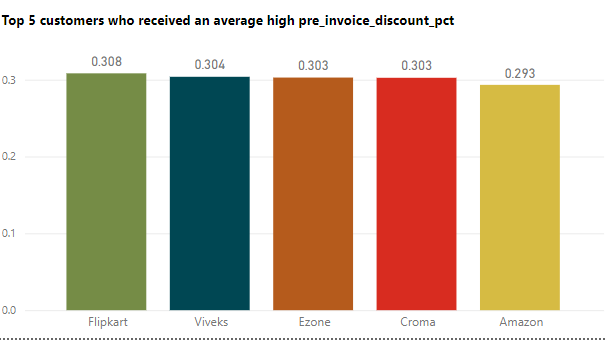 Top 5 customers who received an average high pre_invoice_discount_pct
0.308
0.304
0.303
0.303
0.293
0.3
0.2
0.1
0.0
Flipkart
Viveks
Ezone
Croma
Amazon